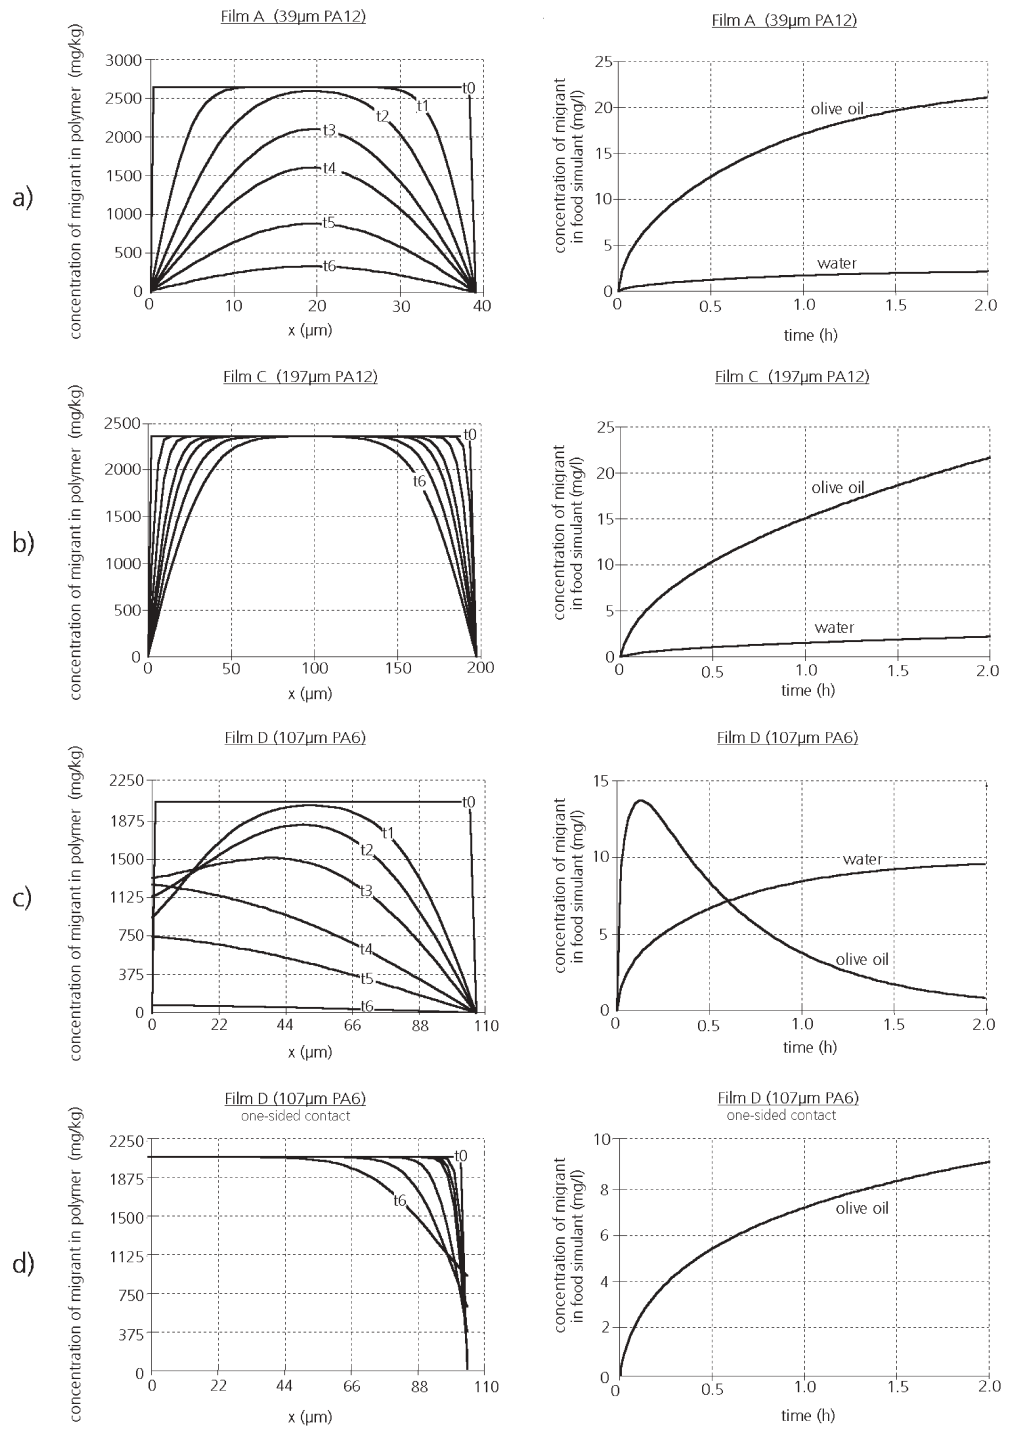 Film A (39µm PA12)
concentration of migrant in polymer (mg/kg)
3000
2500
2000
1500
1000
500
0
t0
t1
t2
t3
t4
t5
t6
0 10 20 30 40
x (µm)
a)
Film A (39µm PA12)
concentration of migrant
in food simulant (mg/l)
25
20
15
10
5
0
olive oil
water
0 0.5 1.0 1.5 2.0
time (h)
Film C (197µm PA12)
concentration of migrant in polymer (mg/kg)
2500
2000
1500
1000
500
0
t0
t6
0 50 100 150 200
x (µm)
b)
Film C (197µm PA12)
concentration of migrant
in food simulant (mg/l)
25
20
15
10
5
0
olive oil
water
0 0.5 1.0 1.5 2.0
time (h)
Film D (107µm PA6)
concentration of migrant in polymer (mg/kg)
2250
1875
1500
1125
750
375
0
t0
t1
t2
t3
t4
t5
t6
0 22 44 66 88 110
x (µm)
c)
Film D (107µm PA6)
concentration of migrant
in food simulant (mg/l)
15
10
5
0
water
olive oil
0 0.5 1.0 1.5 2.0
time (h)
Film D (107µm PA6)
one-sided contact
concentration of migrant in polymer (mg/kg)
2250
1875
1500
1125
750
375
0
t0
t6
0 22 44 66 88 110
x (µm)
d)
Film D (107µm PA6)
one-sided contact
concentration of migrant
in food simulant (mg/l)
10
8
6
4
2
0
olive oil
0 0.5 1.0 1.5 2.0
time (h)